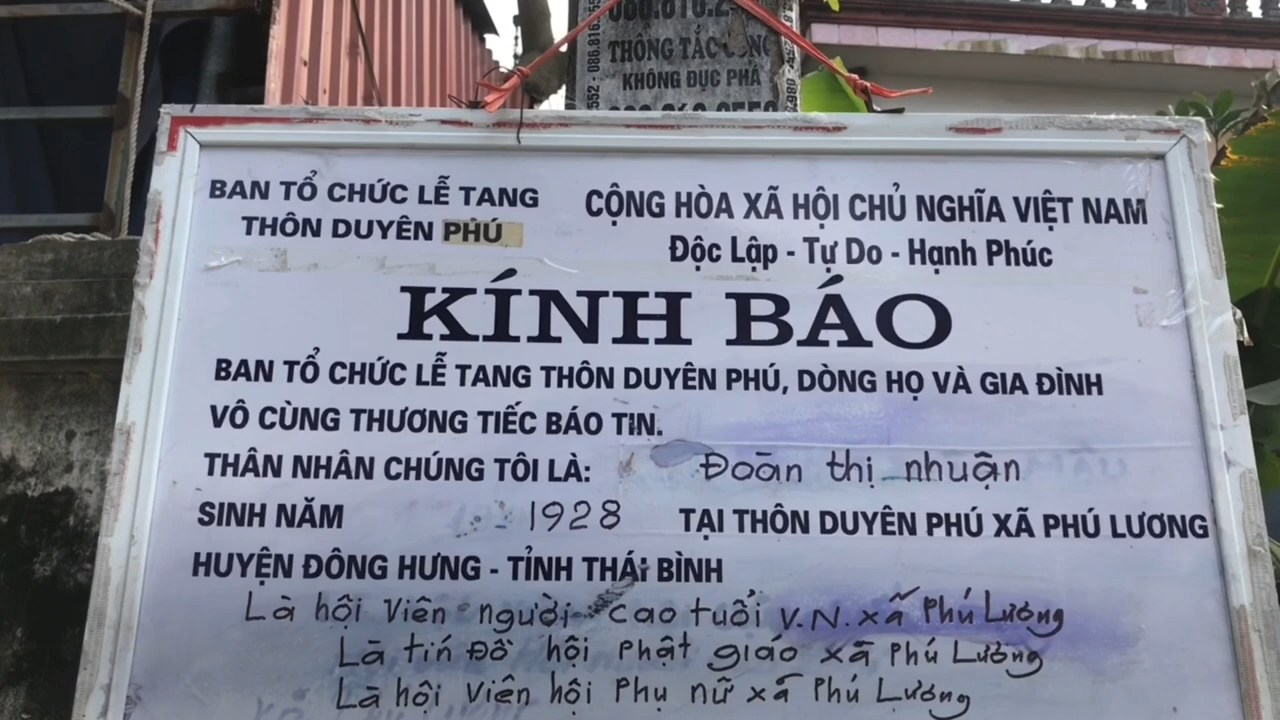 THÔNG TẮC CỐNG
KHÔNG ĐỤC PHÁ
BAN TỔ CHỨC LỄ TANG
THÔN DUYÊN PHÚ
CỘNG HÒA XÃ HỘI CHỦ NGHĨA VIỆT NAM
Độc Lập - Tự Do - Hạnh Phúc
KÍNH BÁO
BAN TỔ CHỨC LỄ TANG THÔN DUYÊN PHÚ, DÒNG HỌ VÀ GIA ĐÌNH
VÔ CÙNG THƯƠNG TIẾC BÁO TIN.
THÂN NHÂN CHÚNG TÔI LÀ: Đoàn thị nhuận
SINH NĂM 1928 TẠI THÔN DUYÊN PHÚ XÃ PHÚ LƯƠNG
HUYỆN ĐÔNG HƯNG - TỈNH THÁI BÌNH
Là hội viên người cao tuổi V.N. xã Phú Lương
Là tín Đồ hội phật giáo xã Phú Lương
Là hội viên hội Phụ nữ xã Phú Lương